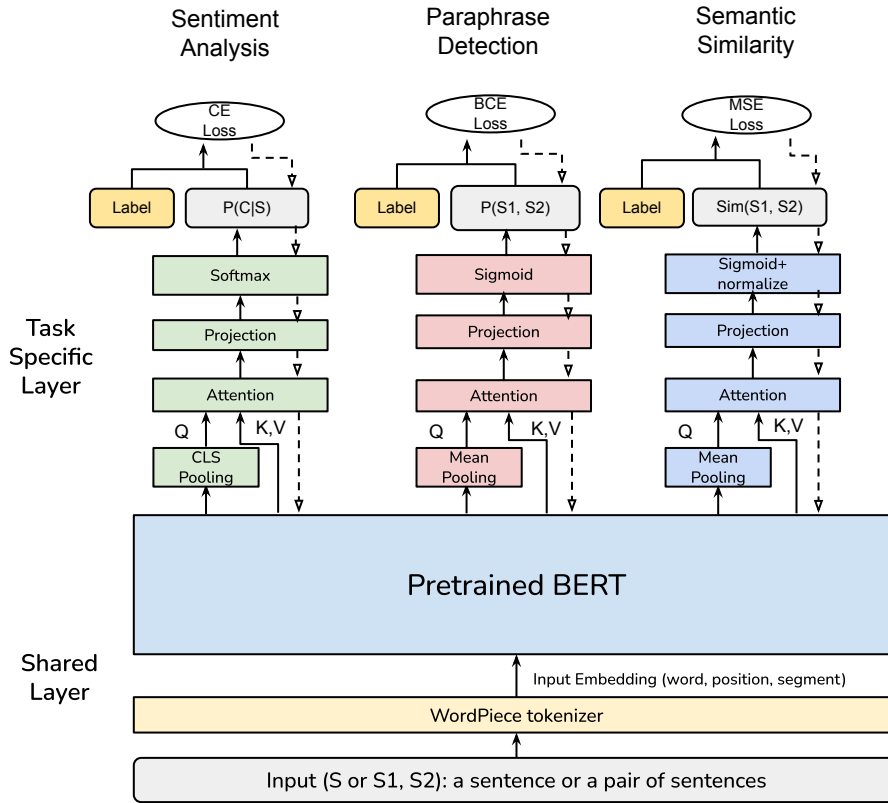 Sentiment
Analysis
Paraphrase
Detection
Semantic
Similarity
CE
Loss
BCE
Loss
MSE
Loss
Label
P(C|S)
Label
P(S1, S2)
Label
Sim(S1, S2)
Softmax
Sigmoid
Sigmoid+
normalize
Task
Specific
Layer
Projection
Projection
Projection
Attention
Attention
Attention
Q
K,V
Q
K,V
Q
K,V
CLS
Pooling
Mean
Pooling
Mean
Pooling
Pretrained BERT
Shared
Layer
Input Embedding (word, position, segment)
WordPiece tokenizer
Input (S or S1, S2): a sentence or a pair of sentences